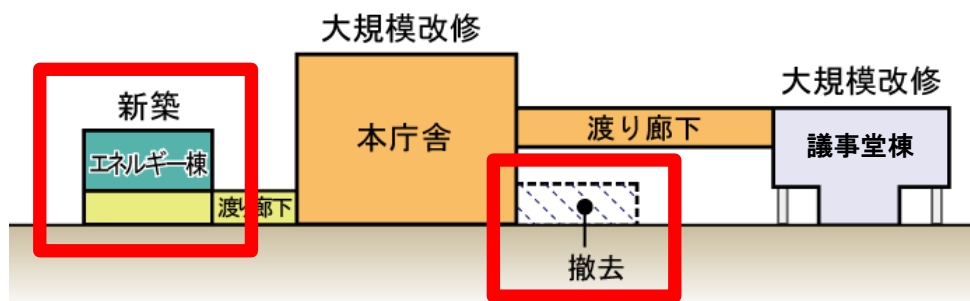 大規模改修
大規模改修
新築
エネルギー棟
渡り廊下
本庁舎
渡り廊下
議事堂棟
撤去